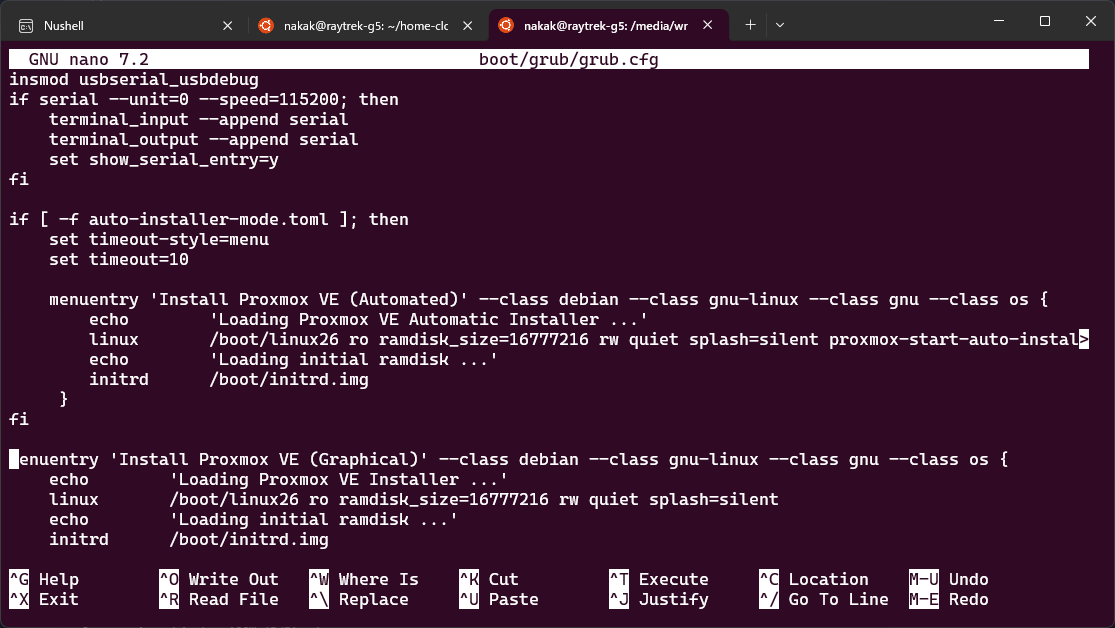 Nushell
nakak@raytrek-g5: ~/home-clc
nakak@raytrek-g5: /media/wr
GNU nano 7.2 boot/grub/grub.cfg
insmod usbserial_usbdebug
if serial --unit=0 --speed=115200; then
    terminal_input --append serial
    terminal_output --append serial
    set show_serial_entry=y
fi

if [ -f auto-installer-mode.toml ]; then
    set timeout-style=menu
    set timeout=10

    menuentry 'Install Proxmox VE (Automated)' --class debian --class gnu-linux --class gnu --class os {
        echo        'Loading Proxmox VE Automatic Installer ...'
        linux       /boot/linux26 ro ramdisk_size=16777216 rw quiet splash=silent proxmox-start-auto-instal>
        echo        'Loading initial ramdisk ...'
        initrd      /boot/initrd.img
     }
fi

enuentry 'Install Proxmox VE (Graphical)' --class debian --class gnu-linux --class gnu --class os {
    echo        'Loading Proxmox VE Installer ...'
    linux       /boot/linux26 ro ramdisk_size=16777216 rw quiet splash=silent
    echo        'Loading initial ramdisk ...'
    initrd      /boot/initrd.img

^G Help ^O Write Out ^W Where Is ^K Cut ^T Execute ^C Location M-U Undo
^X Exit ^R Read File ^\ Replace ^U Paste ^J Justify ^/ Go To Line M-E Redo